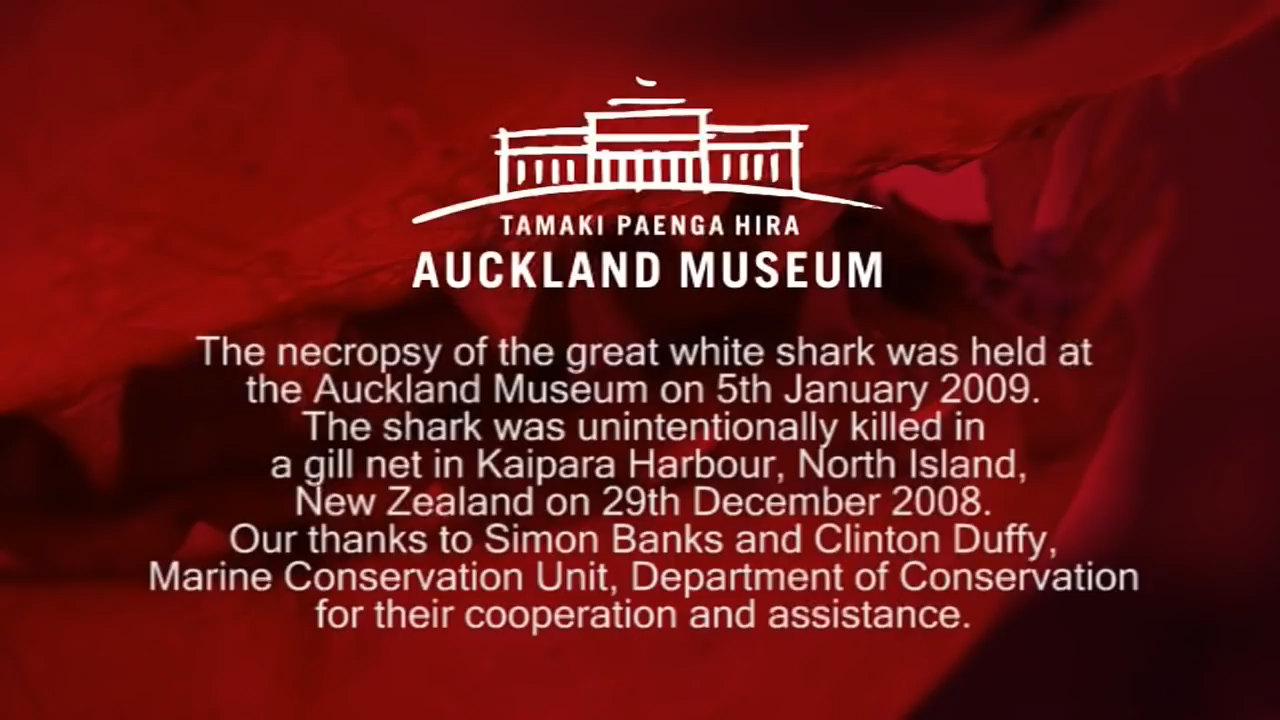 TAMAKI PAENGA HIRA
AUCKLAND MUSEUM
The necropsy of the great white shark was held at
the Auckland Museum on 5th January 2009.
The shark was unintentionally killed in
a gill net in Kaipara Harbour, North Island,
New Zealand on 29th December 2008.
Our thanks to Simon Banks and Clinton Duffy,
Marine Conservation Unit, Department of Conservation
for their cooperation and assistance.